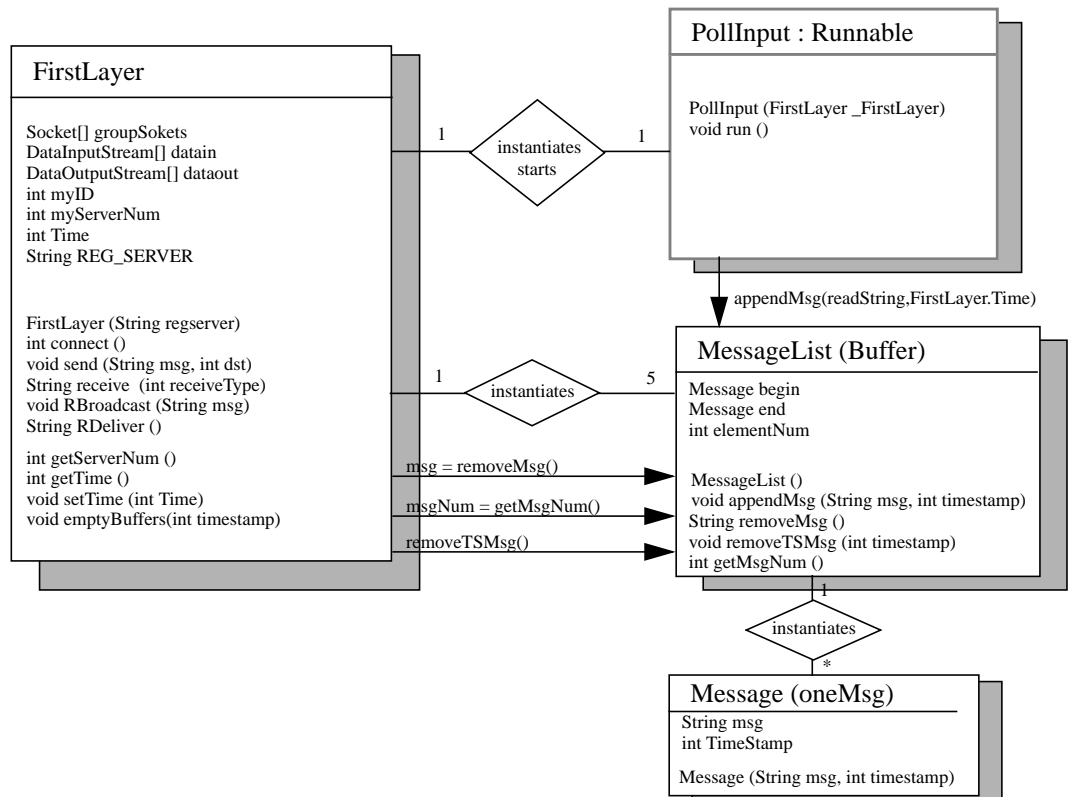 FirstLayer
Socket[] groupSokets
DataInputStream[] datain
DataOutputStream[] dataout
int myID
int myServerNum
int Time
String REG_SERVER
FirstLayer (String regserver)
int connect ()
void send (String msg, int dst)
String receive (int receiveType)
void RBroadcast (String msg)
String RDeliver ()
int getServerNum ()
int getTime ()
void setTime (int Time)
void emptyBuffers(int timestamp)
1
instantiates
starts
1
PollInput : Runnable
PollInput (FirstLayer _FirstLayer)
void run ()
appendMsg(readString,FirstLayer.Time)
1
instantiates
5
msg = removeMsg()
msgNum = getMsgNum()
removeTSMsg()
MessageList (Buffer)
Message begin
Message end
int elementNum
MessageList ()
void appendMsg (String msg, int timestamp)
String removeMsg ()
void removeTSMsg (int timestamp)
int getMsgNum ()
1
instantiates
*
Message (oneMsg)
String msg
int TimeStamp
Message (String msg, int timestamp)